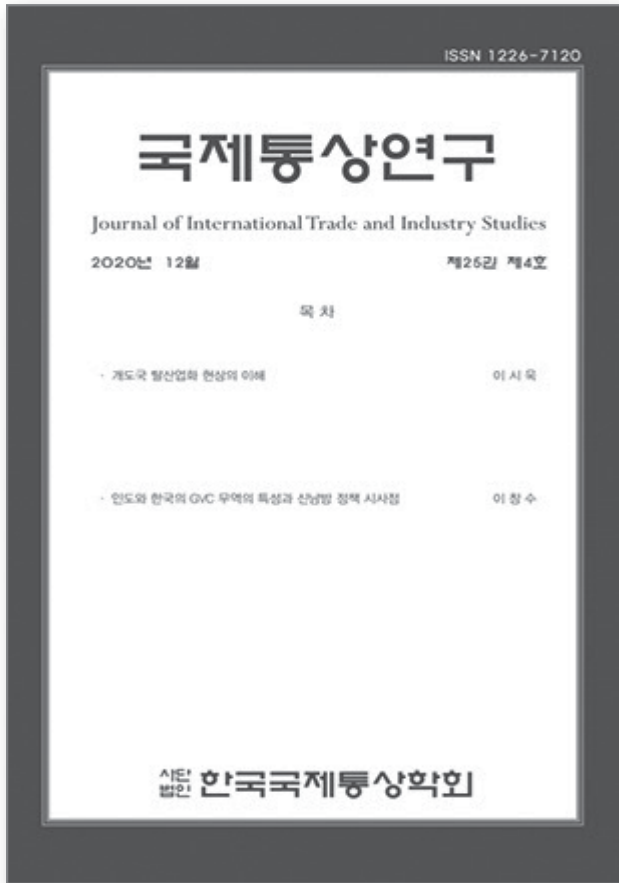 ISSN 1226-7120
국제통상연구
Journal of International Trade and Industry Studies
2020년 12월 제25권 제4호
목 차
· 개도국 탈산업화 현상의 이해 이 시 욱
· 인도와 한국의 GVC 무역의 특성과 신남방 정책 시사점 이 창 수
사단법인 한국국제통상학회